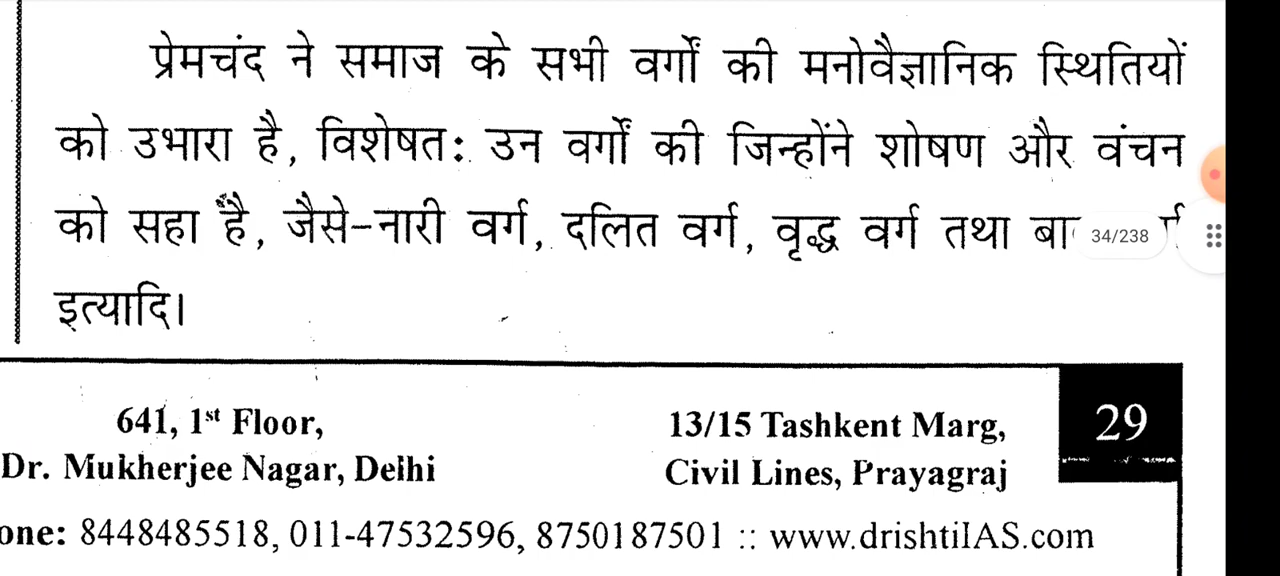 प्रेमचंद ने समाज के सभी वर्गों की मनोवैज्ञानिक स्थितियों
को उभारा है, विशेषतः उन वर्गों की जिन्होंने शोषण और वंचन
को सहा है, जैसे-नारी वर्ग, दलित वर्ग, वृद्ध वर्ग तथा
34/238
इत्यादि।
641, 1st Floor,
Dr. Mukherjee Nagar, Delhi
13/15 Tashkent Marg,
Civil Lines, Prayagraj
29
one: 8448485518, 011-47532596, 8750187501 :: www.drishtiIAS.com